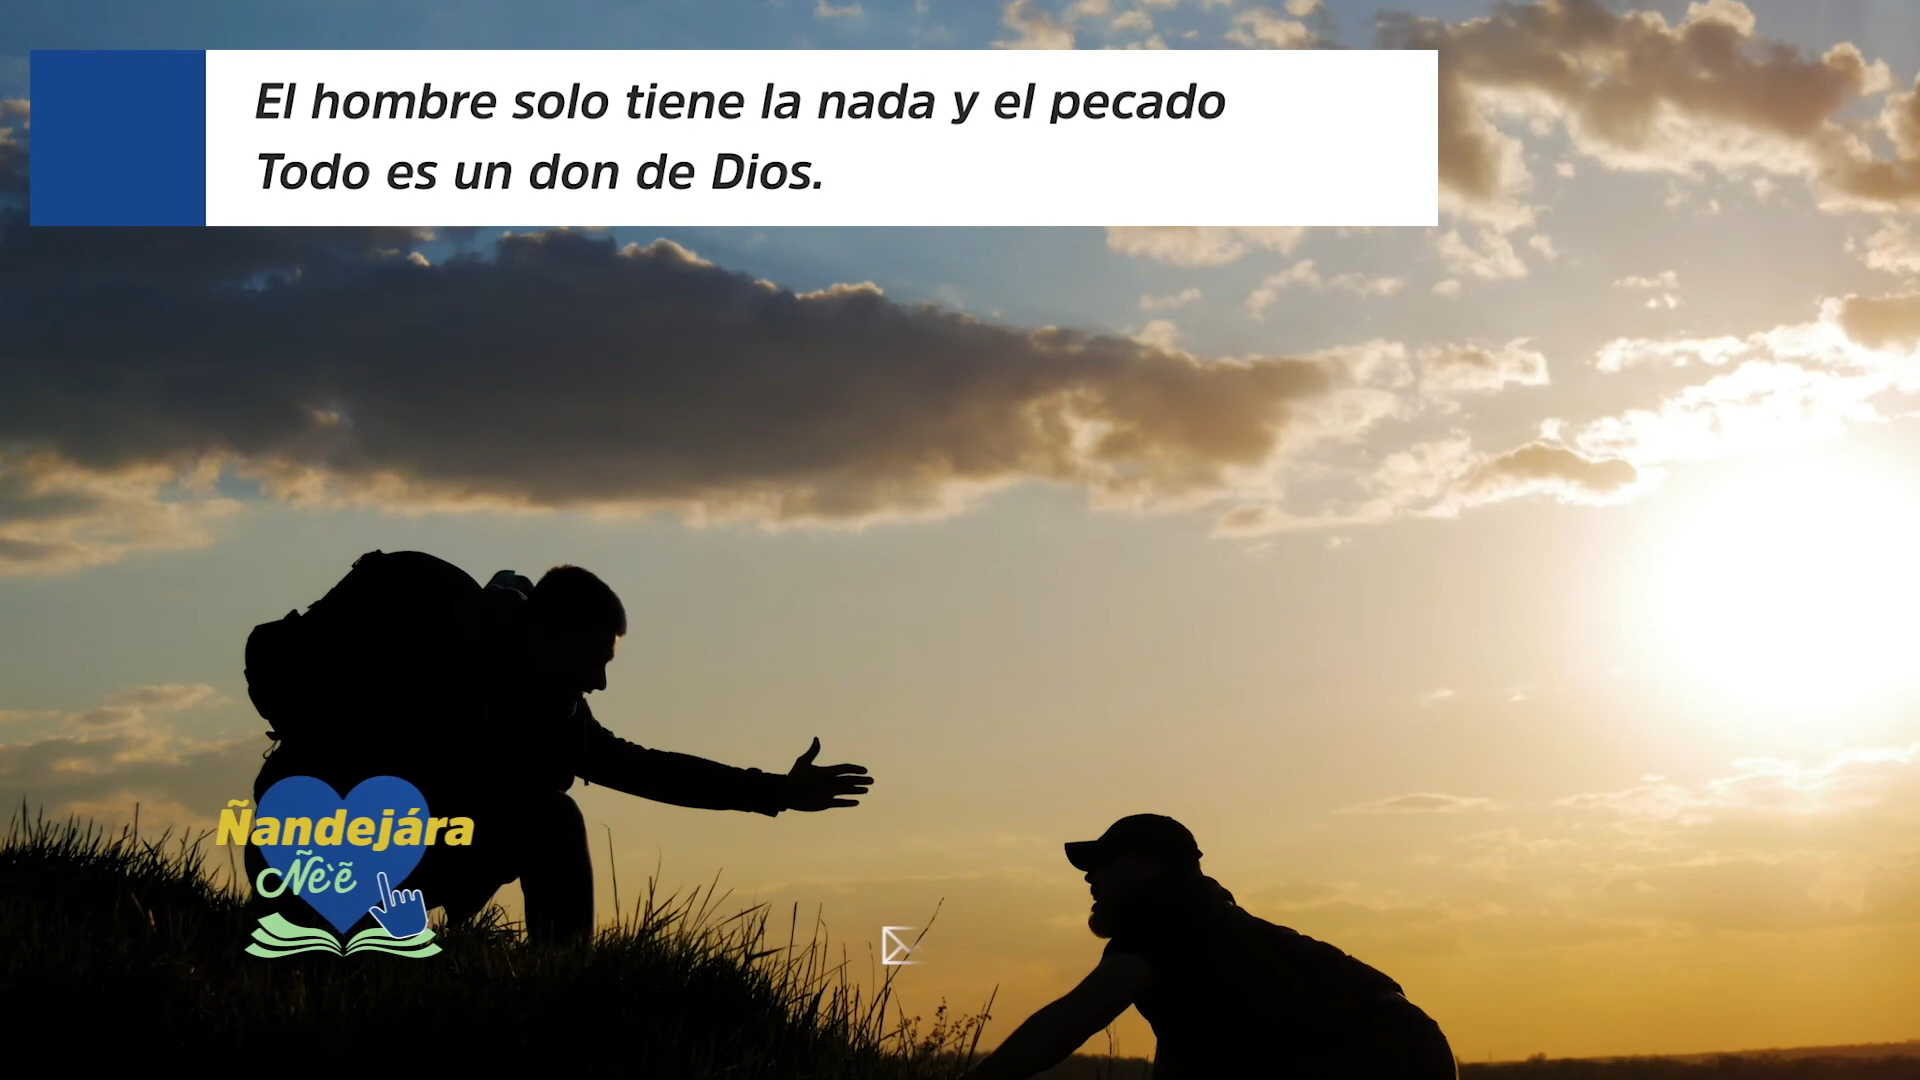 El hombre solo tiene la nada y el pecado
Todo es un don de Dios.
Ñandejára
Ñe'ẽ